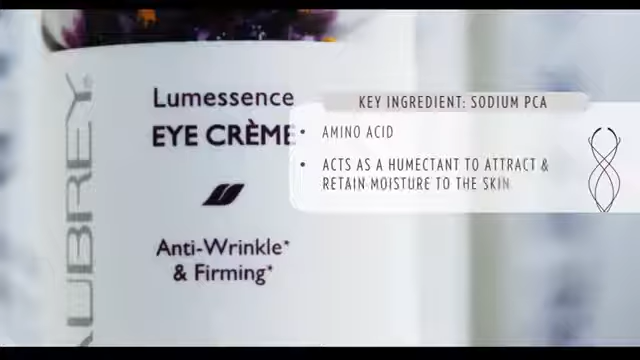 AUBREY®
Lumessence
EYE CRÈME
Anti-Wrinkle*
& Firming*
KEY INGREDIENT: SODIUM PCA
• AMINO ACID
• ACTS AS A HUMECTANT TO ATTRACT &
RETAIN MOISTURE TO THE SKIN